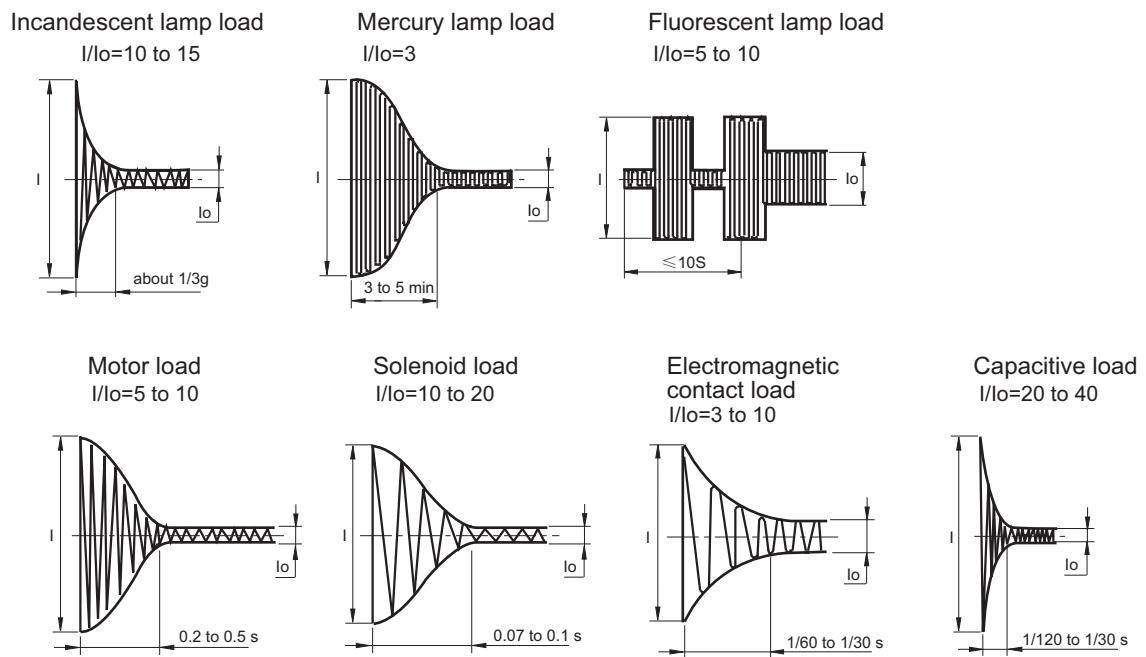 Incandescent lamp load
I/Io=10 to 15
I
Io
about 1/3g
Mercury lamp load
I/Io=3
I
Io
3 to 5 min
Fluorescent lamp load
I/Io=5 to 10
I
Io
≤10S
Motor load
I/Io=5 to 10
I
Io
0.2 to 0.5 s
Solenoid load
I/Io=10 to 20
I
Io
0.07 to 0.1 s
Electromagnetic
contact load
I/Io=3 to 10
I
Io
1/60 to 1/30 s
Capacitive load
I/Io=20 to 40
I
Io
1/120 to 1/30 s